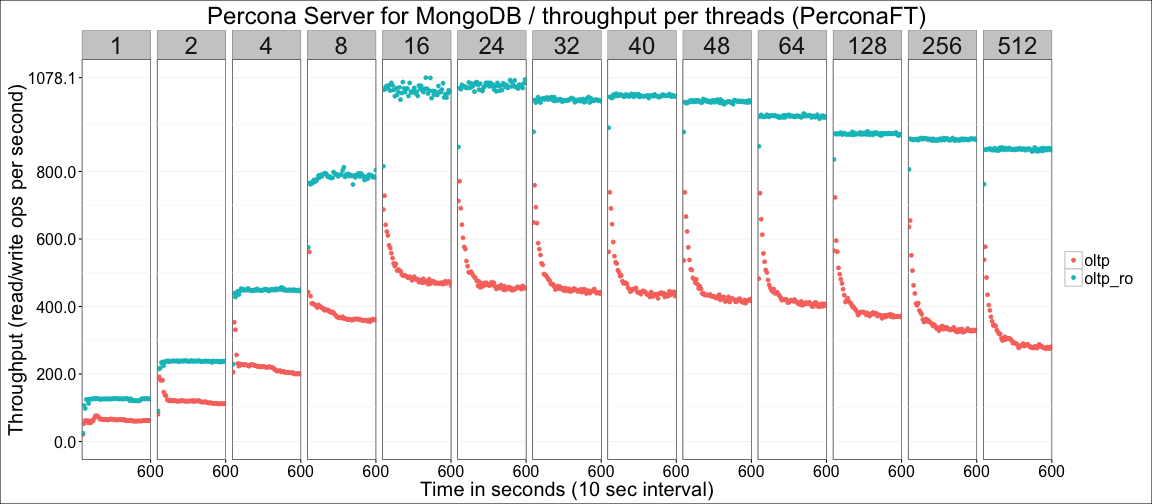 Percona Server for MongoDB / throughput per threads (PerconaFT)
1 2 4 8 16 24 32 40 48 64 128 256 512
Throughput (read/write ops per second)
1078.1
800.0
600.0
400.0
200.0
0.0
oltp
oltp_ro
600 600 600 600 600 600 600 600 600 600 600 600 600
Time in seconds (10 sec interval)